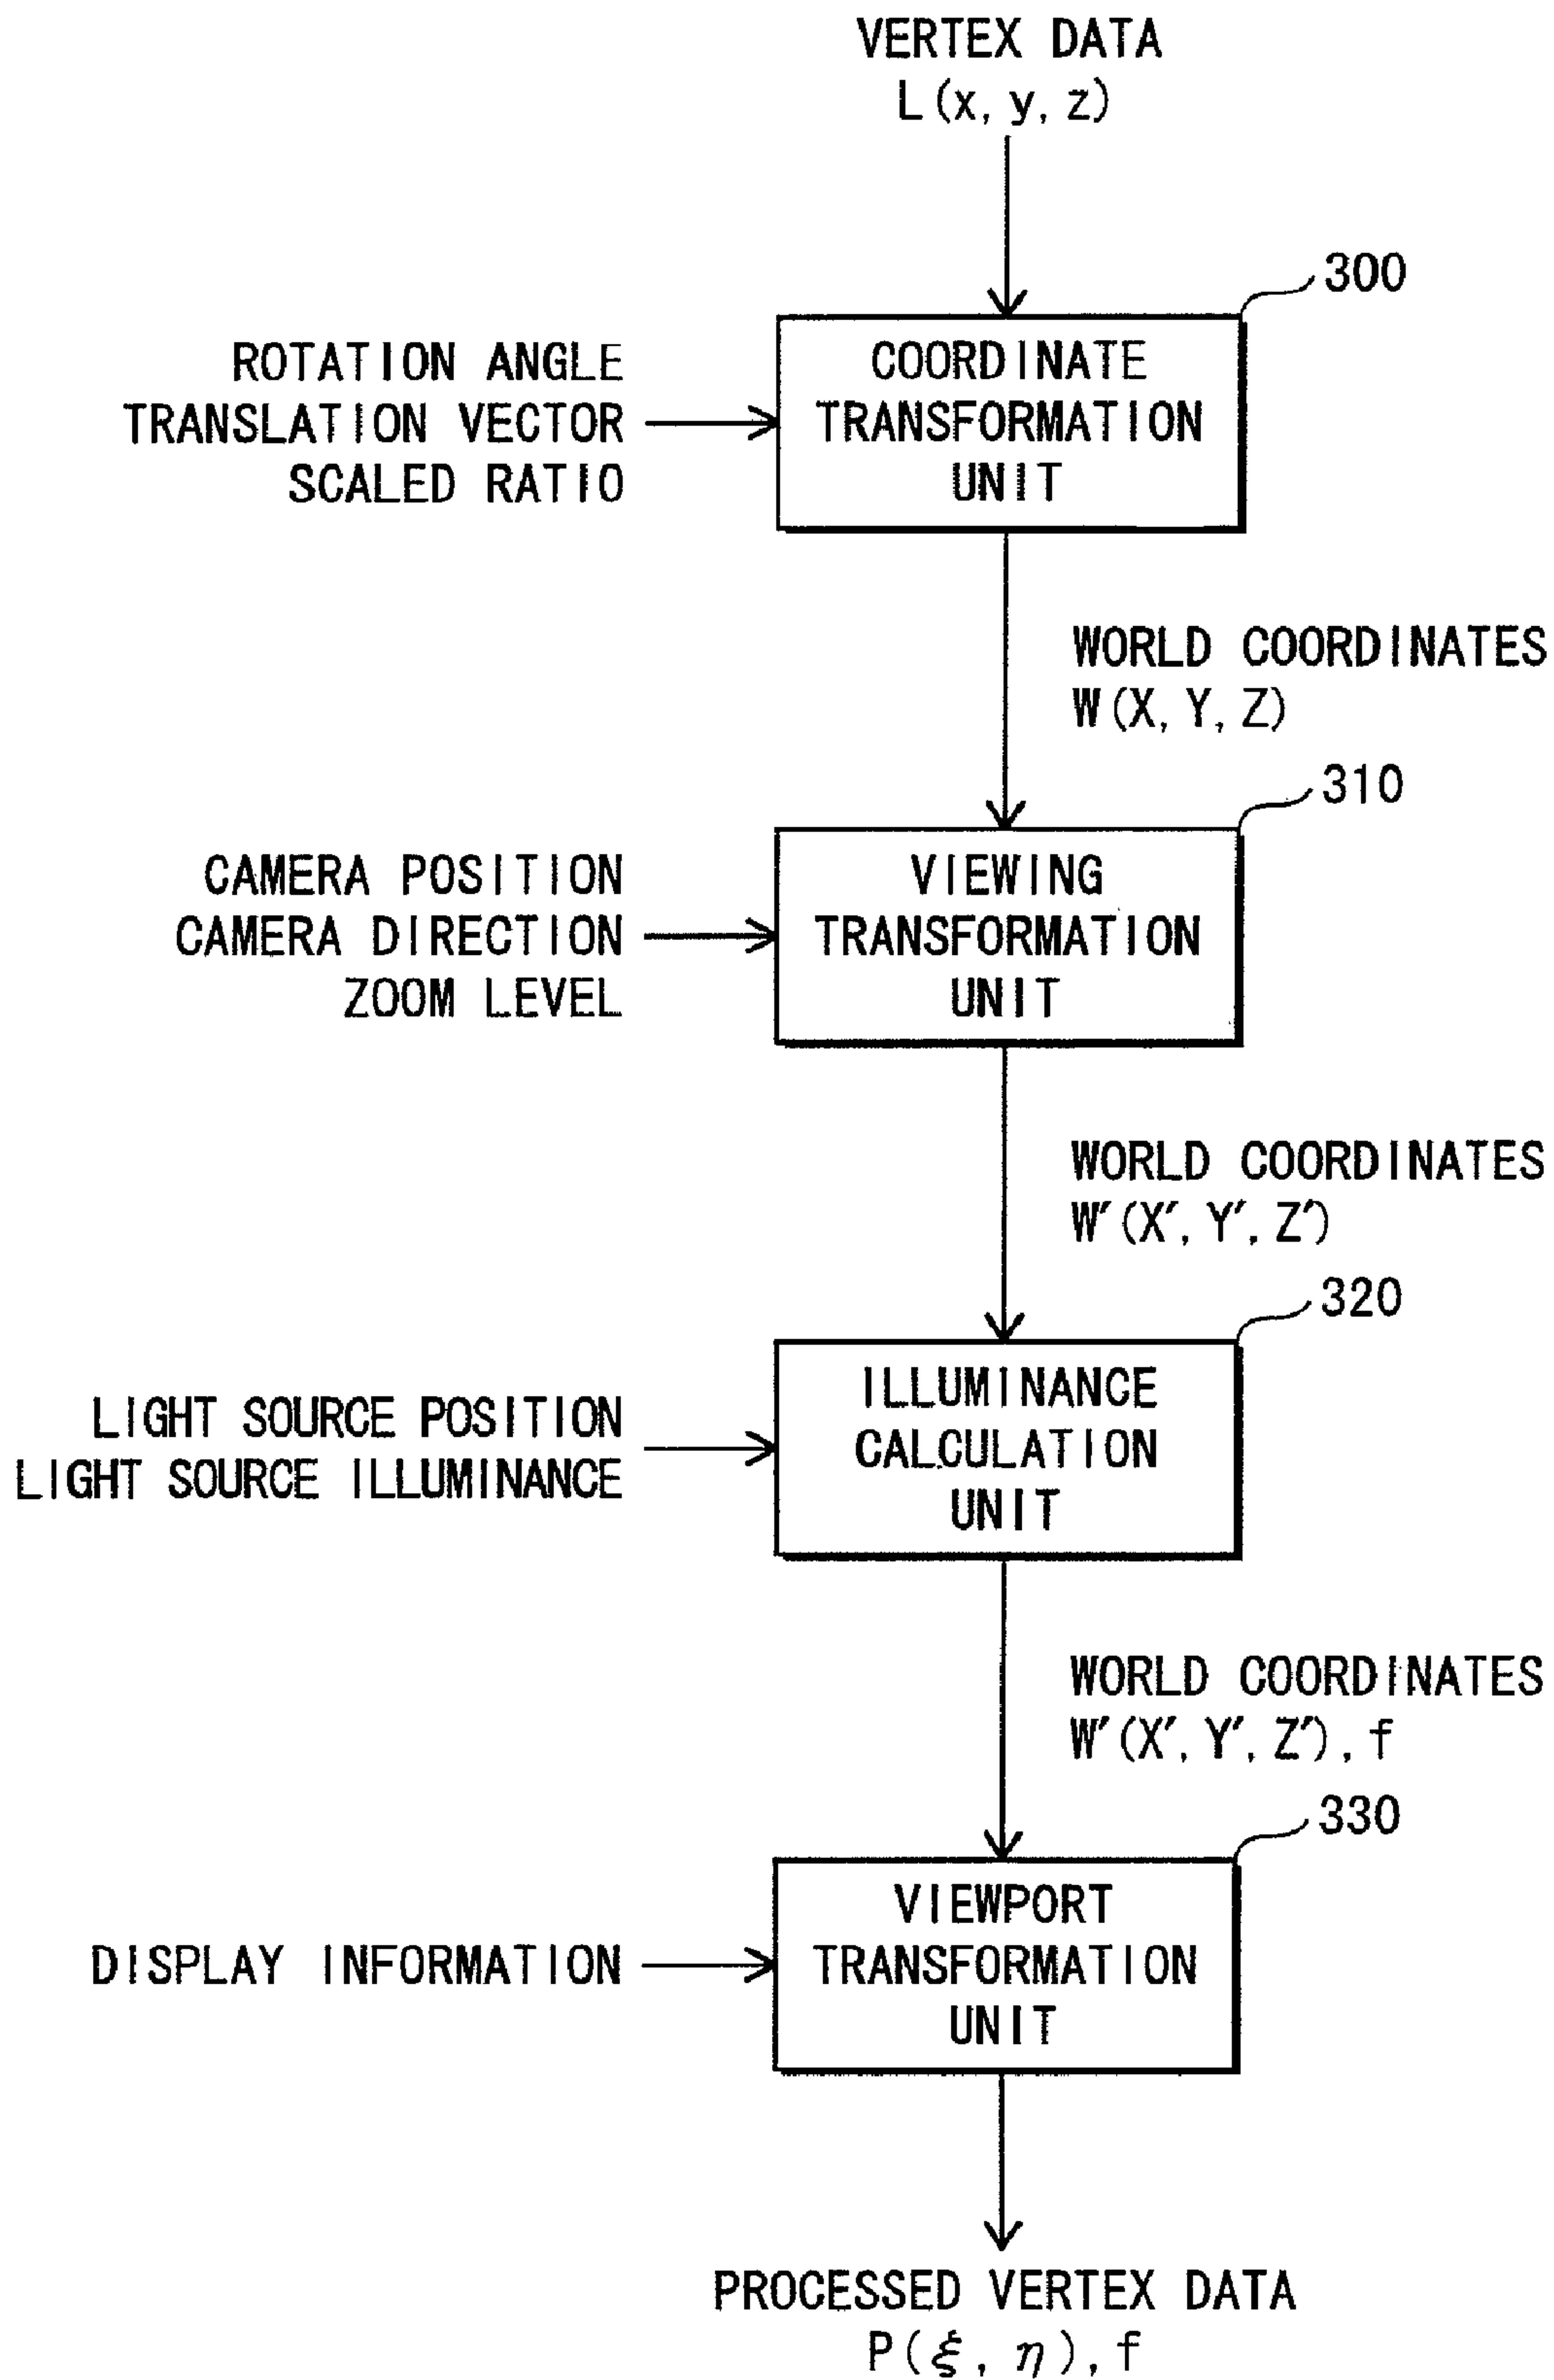 VERTEX DATA
L(x, y, z)
300
ROTATION ANGLE
TRANSLATION VECTOR
SCALED RATIO
COORDINATE
TRANSFORMATION
UNIT
WORLD COORDINATES
W(X, Y, Z)
310
CAMERA POSITION
CAMERA DIRECTION
ZOOM LEVEL
VIEWING
TRANSFORMATION
UNIT
WORLD COORDINATES
W'(X', Y', Z')
320
LIGHT SOURCE POSITION
LIGHT SOURCE ILLUMINANCE
ILLUMINANCE
CALCULATION
UNIT
WORLD COORDINATES
W'(X', Y', Z'), f
330
DISPLAY INFORMATION
VIEWPORT
TRANSFORMATION
UNIT
PROCESSED VERTEX DATA
P(ξ, η), f